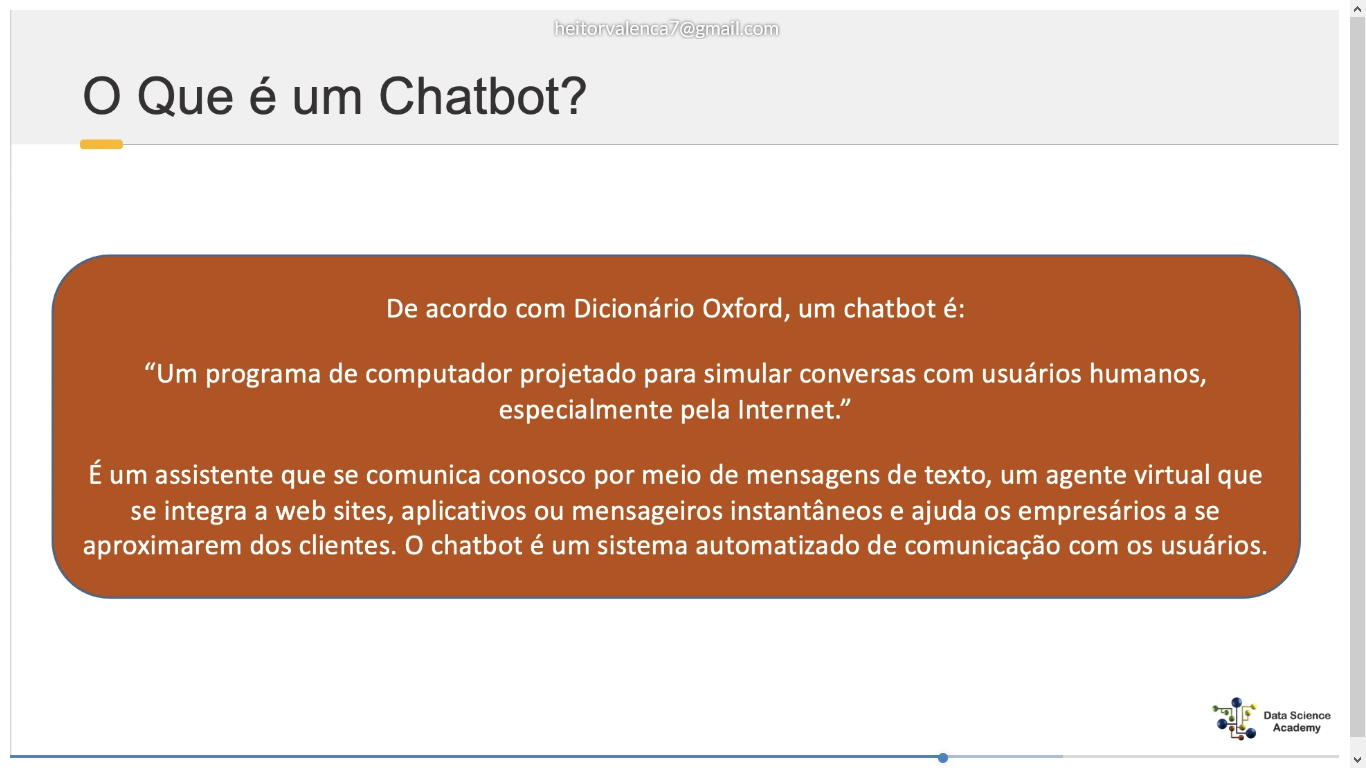 heitorvalenca7@gmail.com
O Que é um Chatbot?
De acordo com Dicionário Oxford, um chatbot é:
“Um programa de computador projetado para simular conversas com usuários humanos,
especialmente pela Internet.”
É um assistente que se comunica conosco por meio de mensagens de texto, um agente virtual que
se integra a web sites, aplicativos ou mensageiros instantâneos e ajuda os empresários a se
aproximarem dos clientes. O chatbot é um sistema automatizado de comunicação com os usuários.
Data Science
Academy